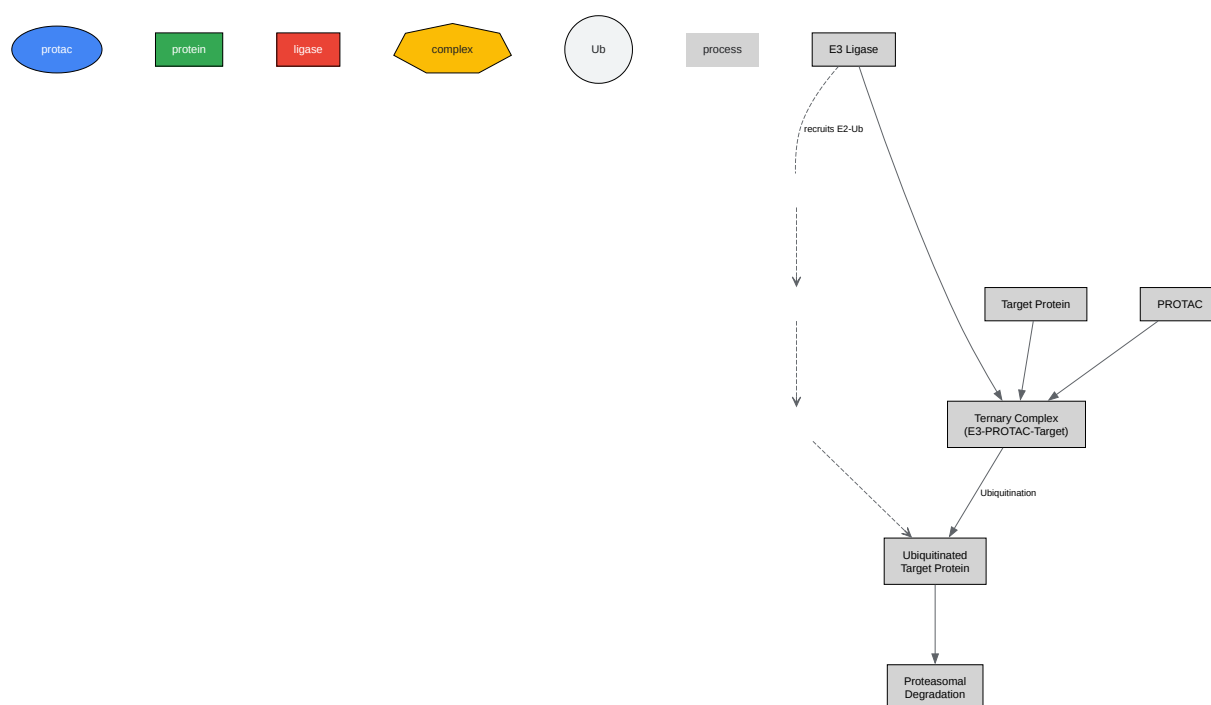 protac
protein
ligase
complex
Ub
process
E3 Ligase
recruits E2-Ub
Target Protein
PROTAC
Ternary Complex
(E3-PROTAC-Target)
Ubiquitination
Ubiquitinated
Target Protein
Proteasomal
Degradation